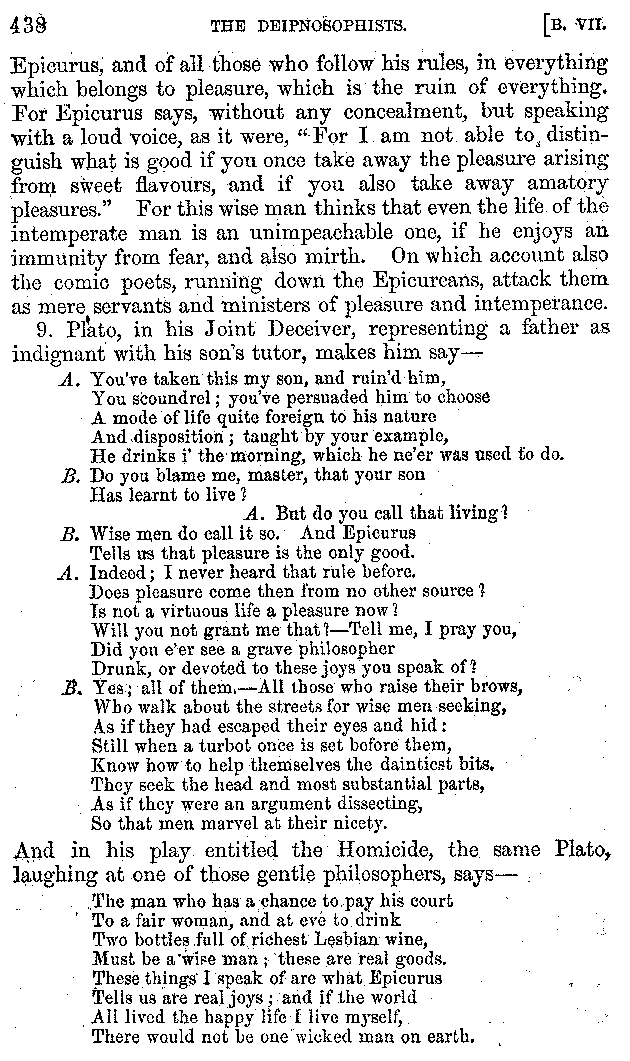 438 THE DEIPNOSOPHISTS. [B. VII.
Epicurus, and of all those who follow his rules, in everything
which belongs to pleasure, which is the ruin of everything.
For Epicurus says, without any concealment, but speaking
with a loud voice, as it were, "For I am not able to distin-
guish what is good if you once take away the pleasure arising
from sweet flavours, and if you also take away amatory
pleasures." For this wise man thinks that even the life of the
intemperate man is an unimpeachable one, if he enjoys an
immunity from fear, and also mirth. On which account also
the comic poets, running down the Epicureans, attack them
as mere servants and ministers of pleasure and intemperance.
9. Plato, in his Joint Deceiver, representing a father as
indignant with his son's tutor, makes him say—
A. You've taken this my son, and ruin'd him,
You scoundrel; you've persuaded him to choose
A mode of life quite foreign to his nature
And disposition; taught by your example,
He drinks i' the morning, which he ne'er was used to do.
B. Do you blame me, master, that your son
Has learnt to live?
A. But do you call that living?
B. Wise men do call it so. And Epicurus
Tells us that pleasure is the only good.
A. Indeed; I never heard that rule before.
Does pleasure come then from no other source?
Is not a virtuous life a pleasure now?
Will you not grant me that?—Tell me, I pray you,
Did you e'er see a grave philosopher
Drunk, or devoted to these joys you speak of?
B. Yes; all of them.—All those who raise their brows,
Who walk about the streets for wise men seeking,
As if they had escaped their eyes and hid:
Still when a turbot once is set before them,
Know how to help themselves the daintiest bits.
They seek the head and most substantial parts,
As if they were an argument dissecting,
So that men marvel at their nicety.
And in his play entitled the Homicide, the same Plato,
laughing at one of those gentle philosophers, says—
The man who has a chance to pay his court
To a fair woman, and at eve to drink
Two bottles full of richest Lesbian wine,
Must be a wise man; these are real goods.
These things I speak of are what Epicurus
Tells us are real joys; and if the world
All lived the happy life I live myself,
There would not be one wicked man on earth.